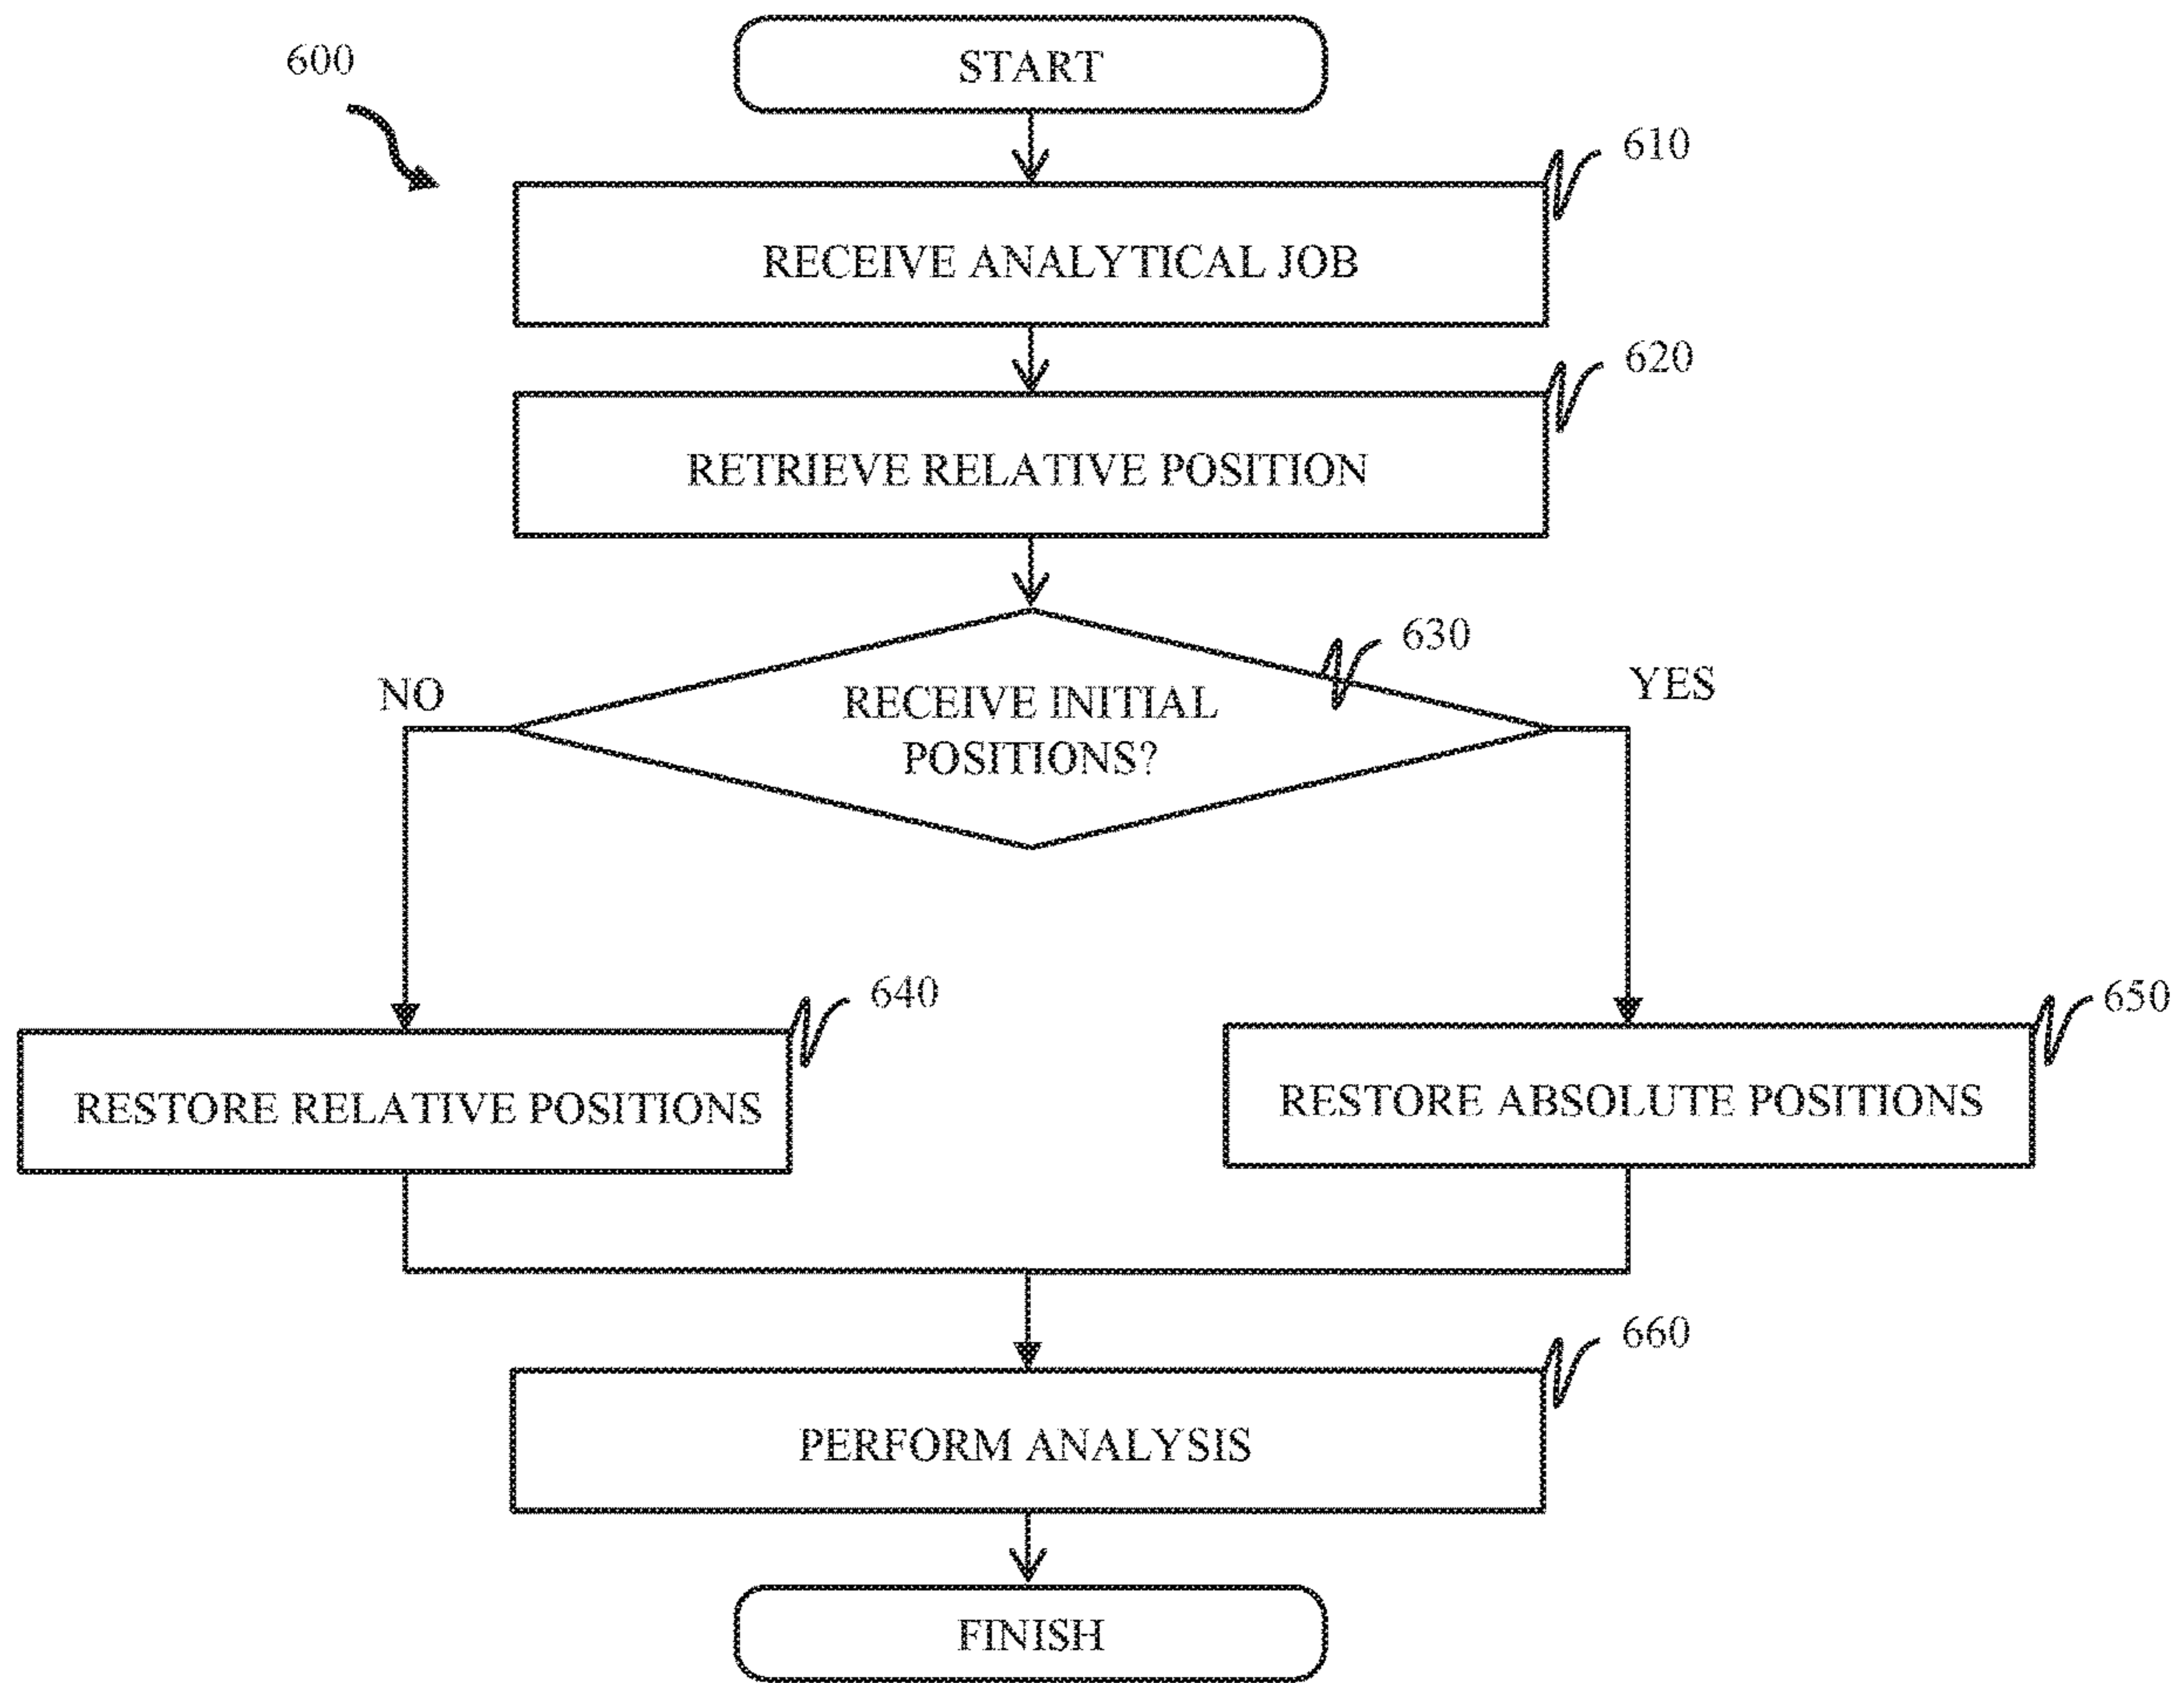 600
START
610
RECEIVE ANALYTICAL JOB
620
RETRIEVE RELATIVE POSITION
630
NO
YES
RECEIVE INITIAL
POSITIONS?
640
650
RESTORE RELATIVE POSITIONS
RESTORE ABSOLUTE POSITIONS
660
PERFORM ANALYSIS
FINISH